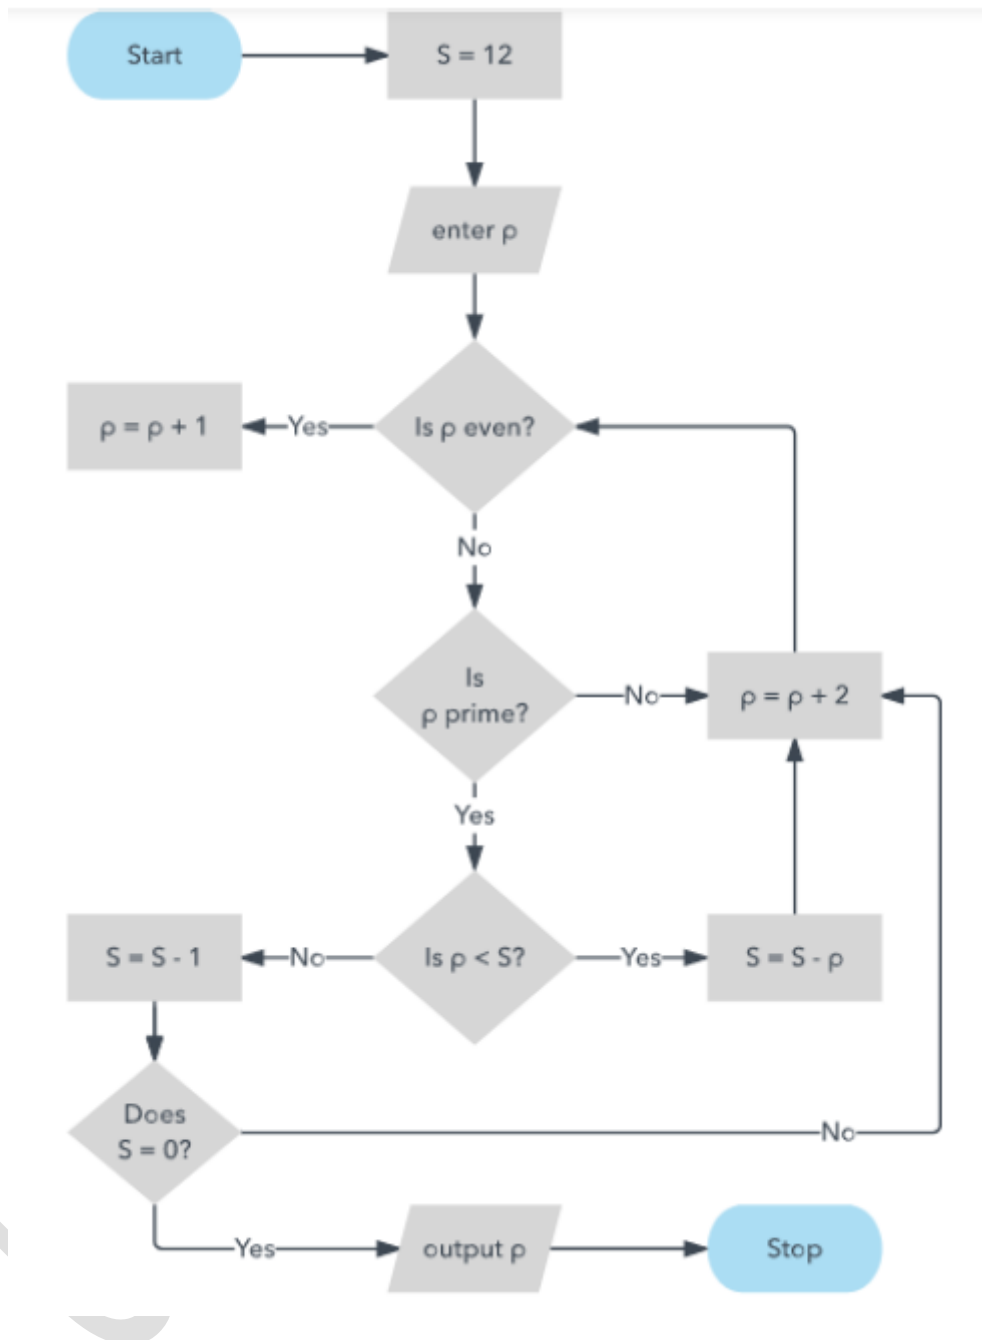 Start
S = 12
enter ρ
ρ = ρ + 1
Yes
Is ρ even?
No
Is
ρ prime?
No
ρ = ρ + 2
Yes
S = S - 1
No
Is ρ < S?
Yes
S = S - ρ
Does
S = 0?
No
Yes
output ρ
Stop